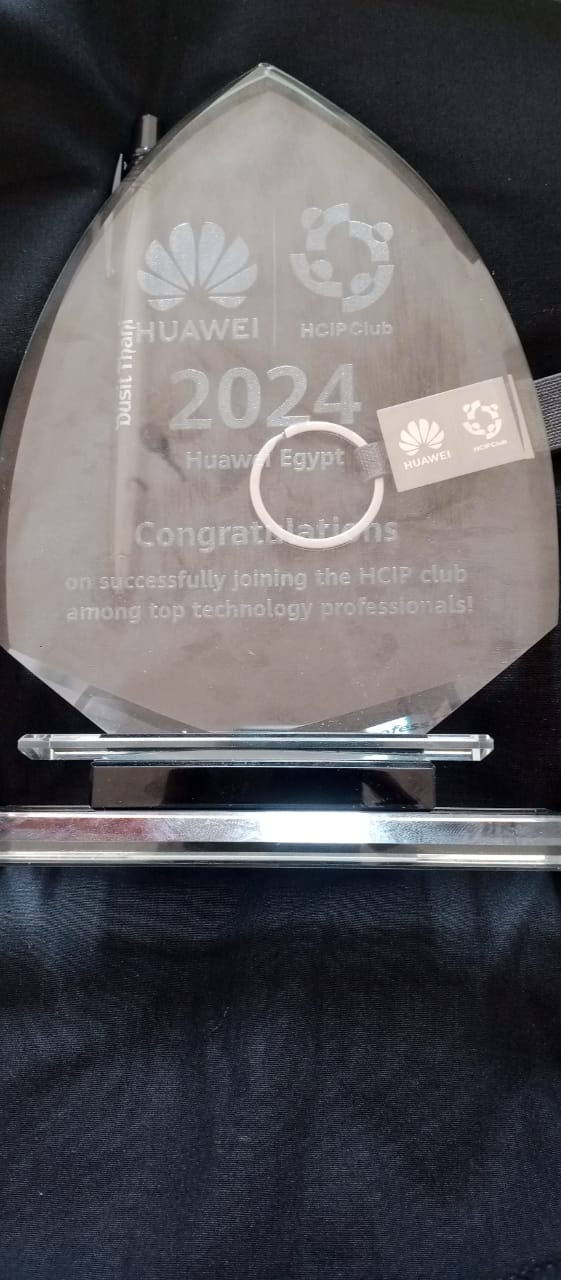 HUAWEI
HCIP Club
2024
Huawei Egypt
Congratulations
on successfully joining the HCIP club
among top technology professionals!
HUAWEI
HCIP Club
Dusit Thani